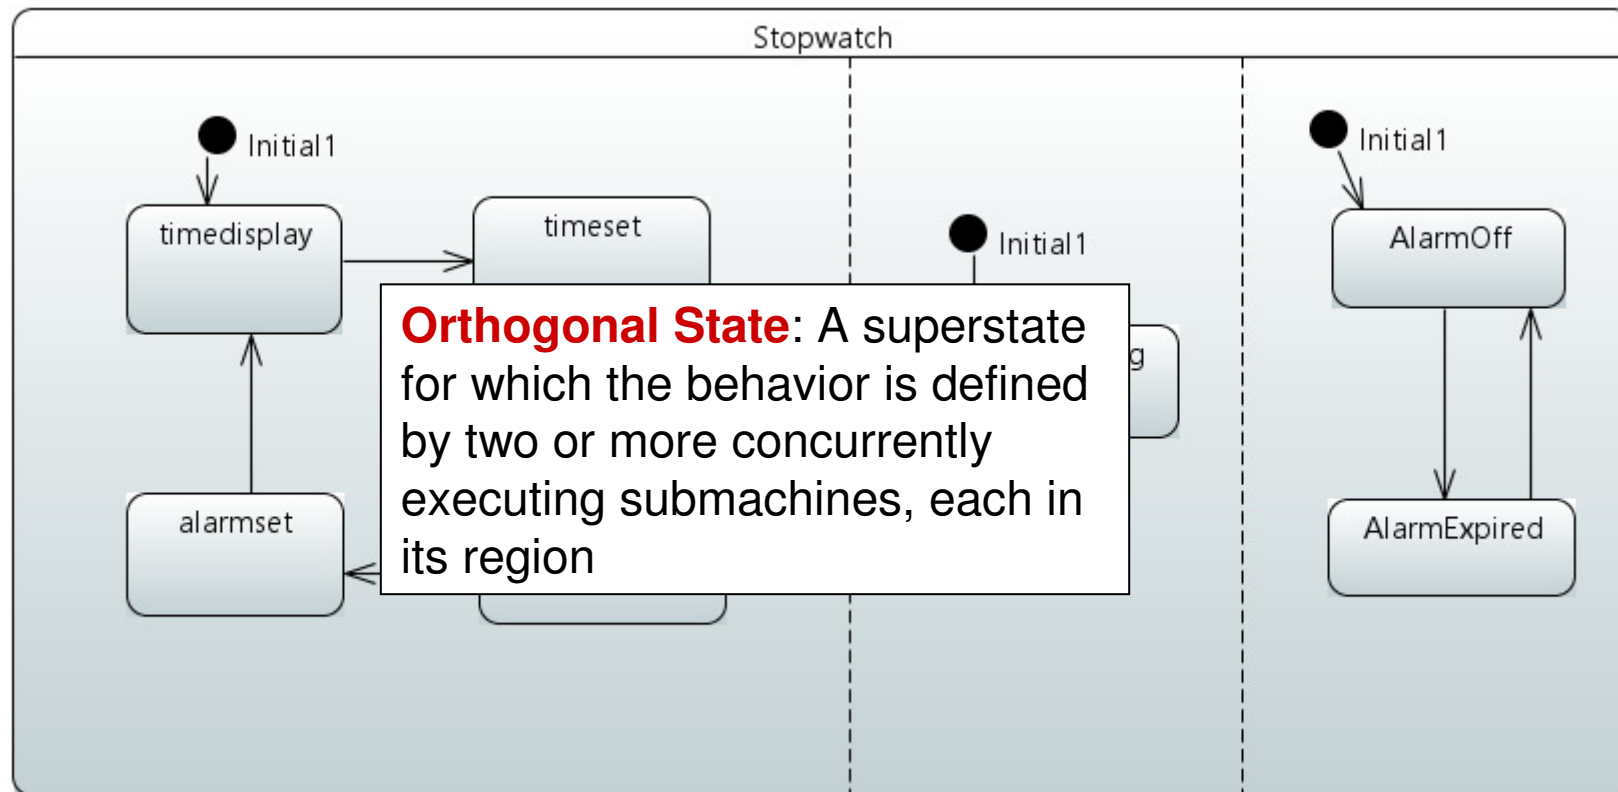 Stopwatch
Initial1
timedisplay
timeset
alarmset
Orthogonal State: A superstate
for which the behavior is defined
by two or more concurrently
executing submachines, each in
its region
Initial1
g
Initial1
AlarmOff
AlarmExpired